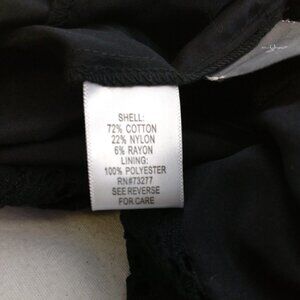 SHELL:
72% COTTON
22% NYLON
6% RAYON
LINING:
100% POLYESTER
RN#73277
SEE REVERSE
FOR CARE